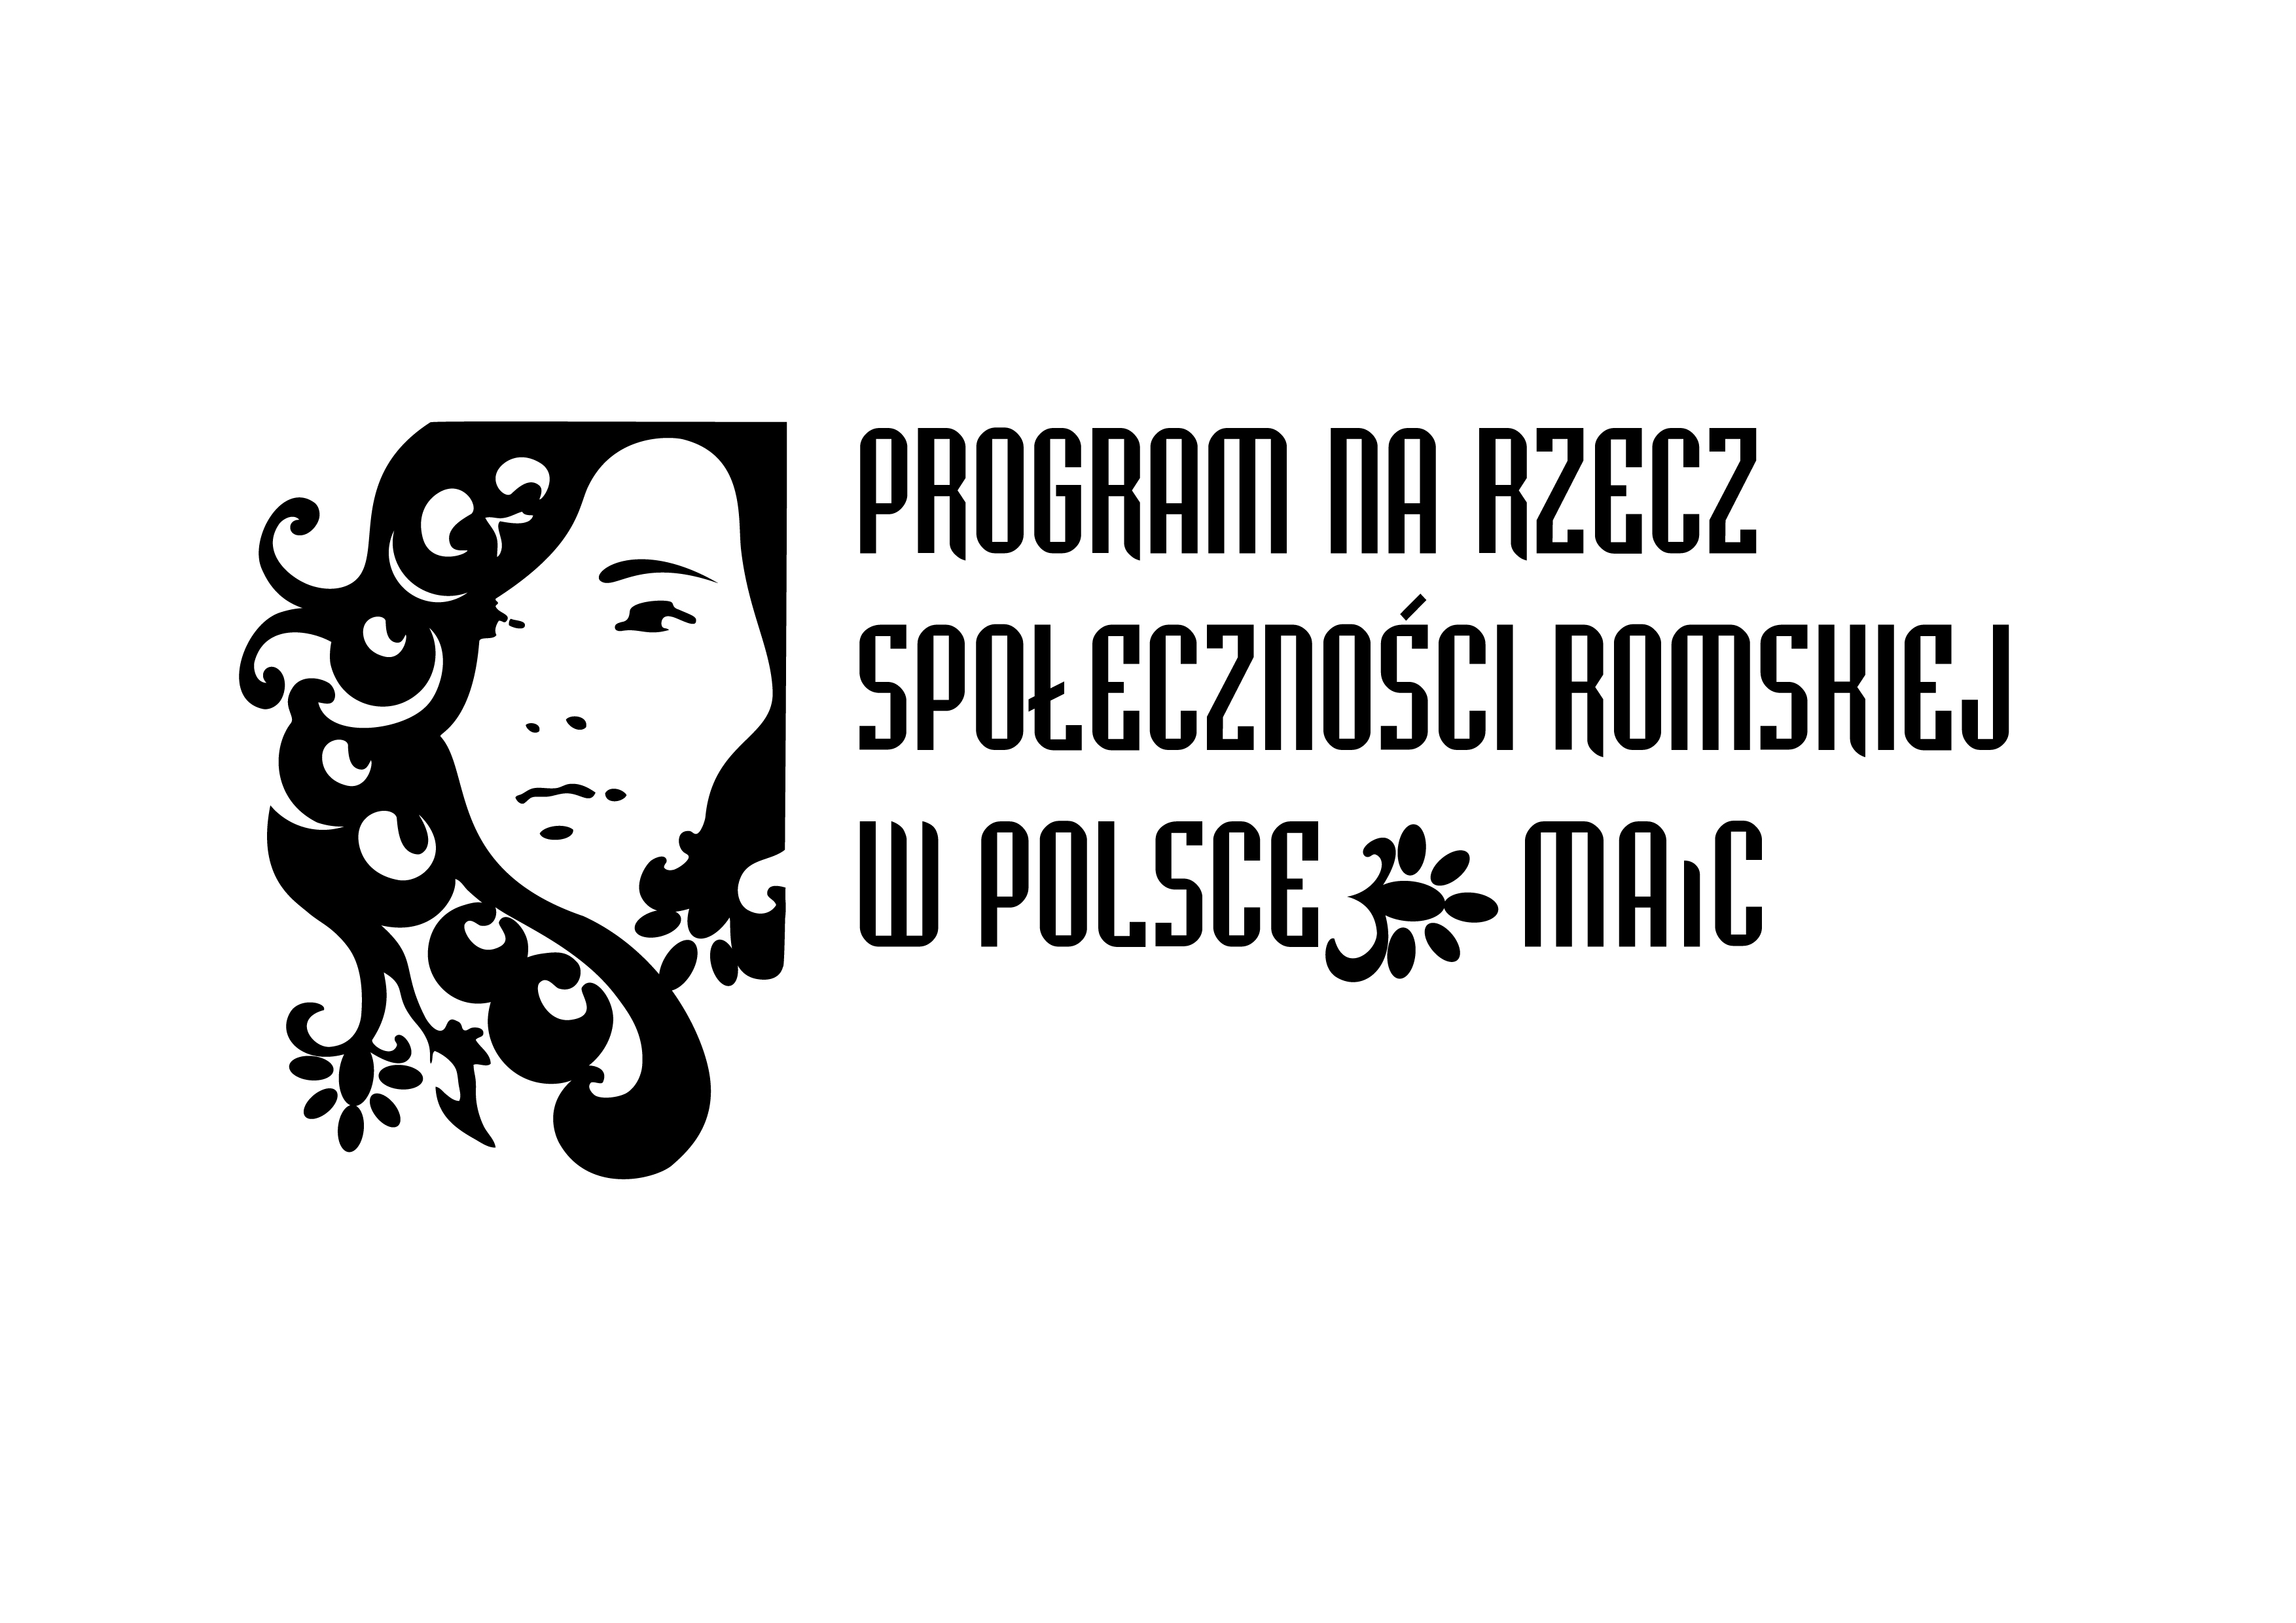 PROGRAM NA RZECZ
SPOŁECZNOŚCI ROMSKIEJ
W POLSCE MAiC